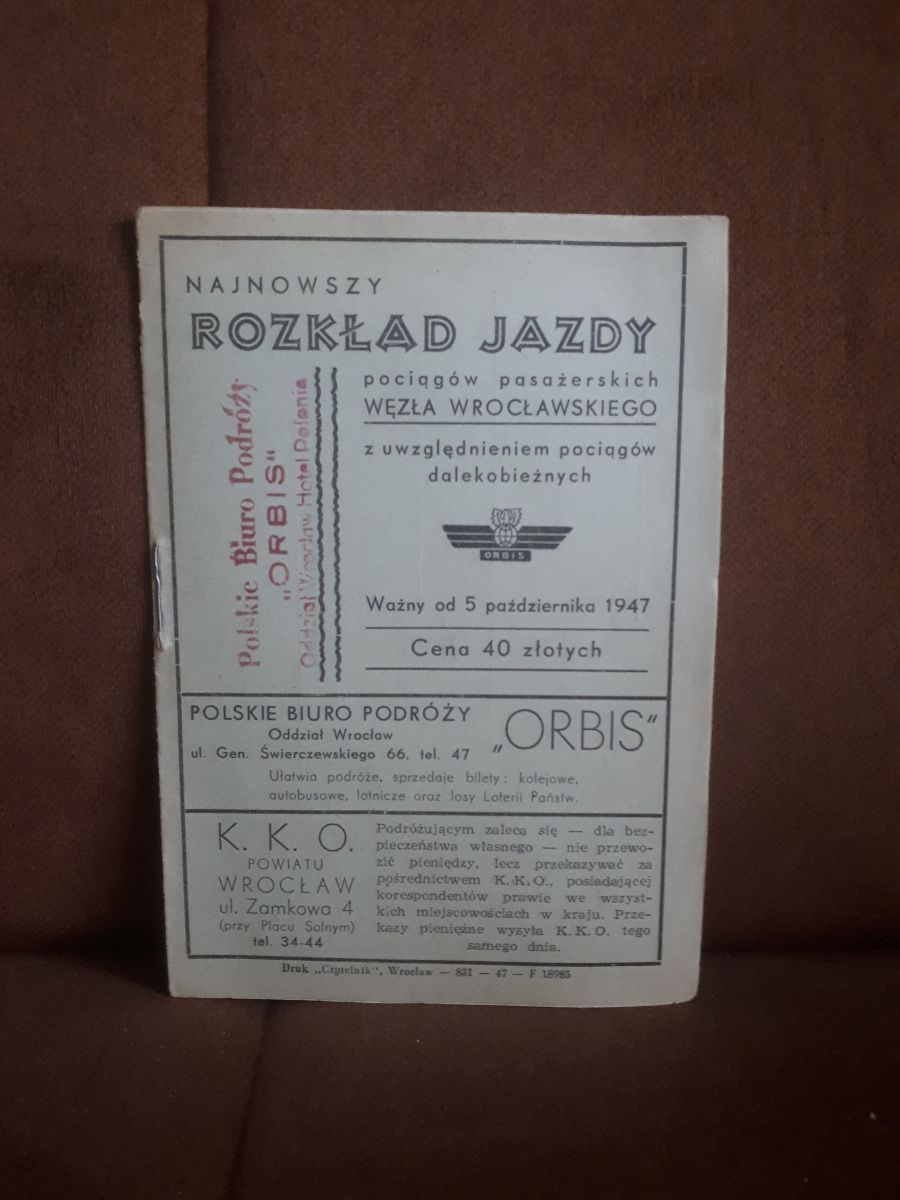 NAJNOWSZY
ROZKŁAD JAZDY
pociągów pasażerskich
WĘZŁA WROCŁAWSKIEGO
z uwzględnieniem pociągów
dalekobieżnych
ORBIS
Ważny od 5 października 1947
Cena 40 złotych
Polskie Biuro Podróży
„ORBIS"
Oddział Wrocław Hotel Polonia
POLSKIE BIURO PODRÓŻY
Oddział Wrocław
ul. Gen. Świerczewskiego 66, tel. 47
„ORBIS"
Ułatwia podróże, sprzedaje bilety: kolejowe,
autobusowe, lotnicze oraz losy Loterii Państw.
K. K. O.
POWIATU
WROCŁAW
ul. Zamkowa 4
(przy Placu Solnym)
tel. 34-44
Podróżującym zaleca się — dla bez-
pieczeństwa własnego — nie przewo-
zić pieniędzy, lecz przekazywać za
pośrednictwem K.K.O., posiadającej
korespondentów prawie we wszyst-
kich miejscowościach w kraju. Prze-
kazy pieniężne wysyła K.K.O. tego
samego dnia.
Druk „Czytelnik", Wrocław — 831 — 47 — F 18985